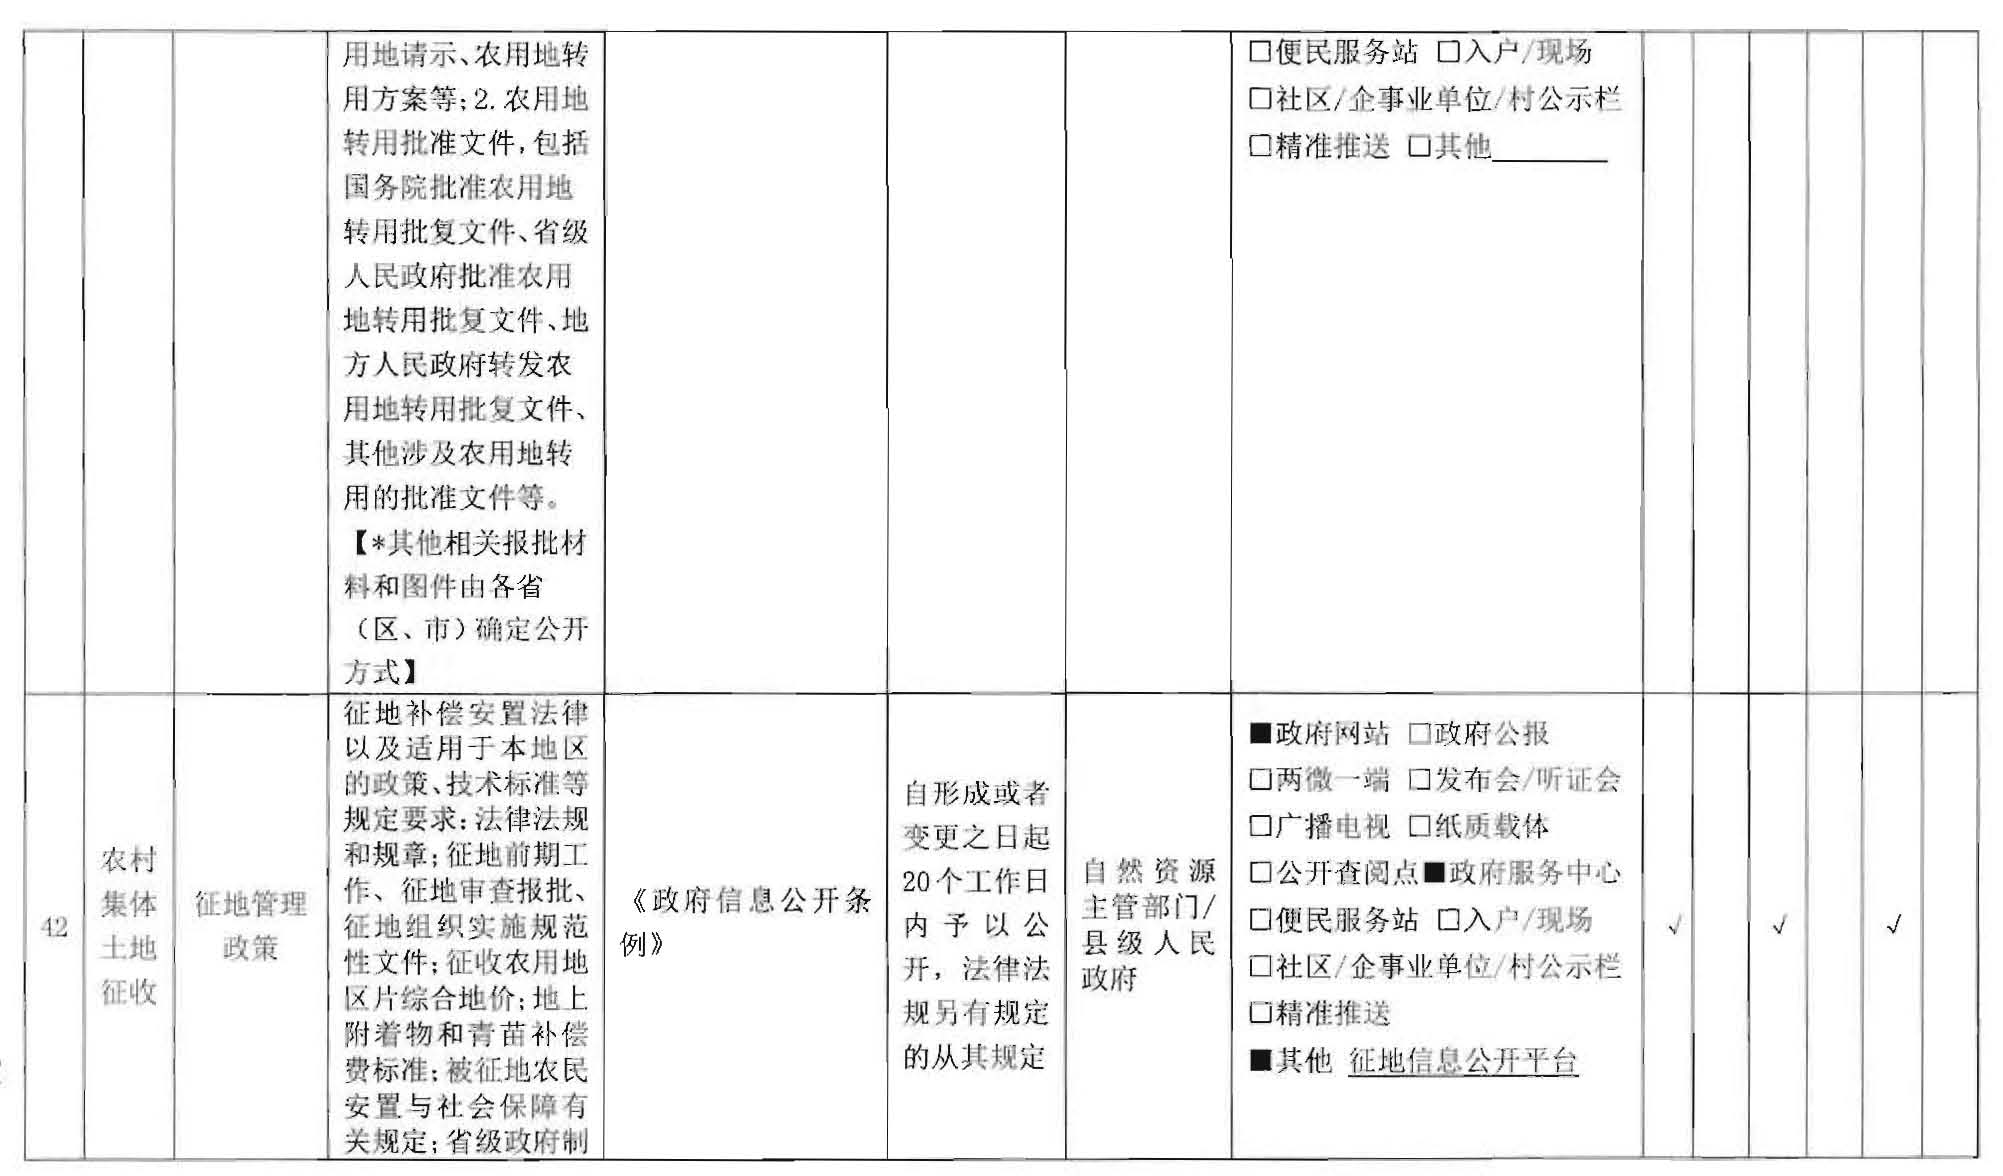 用地请示、农用地转
用方案等;2.农用地
转用批准文件,包括
国务院批准农用地
转用批复文件、省级
人民政府批准农用
地转用批复文件、地
方人民政府转发农
用地转用批复文件、
其他涉及农用地转
用的批准文件等。
【*其他相关报批材
料和图件由各省
（区、市）确定公开
方式】
□便民服务站 □入户/现场
□社区/企事业单位/村公示栏
□精准推送 □其他________
42
农村
集体
土地
征收
征地管理
政策
征地补偿安置法律
以及适用于本地区
的政策、技术标准等
规定要求:法律法规
和规章;征地前期工
作、征地审查报批、
征地组织实施规范
性文件;征收农用地
区片综合地价;地上
附着物和青苗补偿
费标准;被征地农民
安置与社会保障有
关规定;省级政府制
《政府信息公开条
例》
自形成或者
变更之日起
20个工作日
内予以公
开，法律法
规另有规定
的从其规定
自然资源
主管部门/
县级人民
政府
■政府网站 □政府公报
□两微一端 □发布会/听证会
□广播电视 □纸质载体
□公开查阅点■政府服务中心
□便民服务站 □入户/现场
□社区/企事业单位/村公示栏
□精准推送
■其他 征地信息公开平台
√
√
√